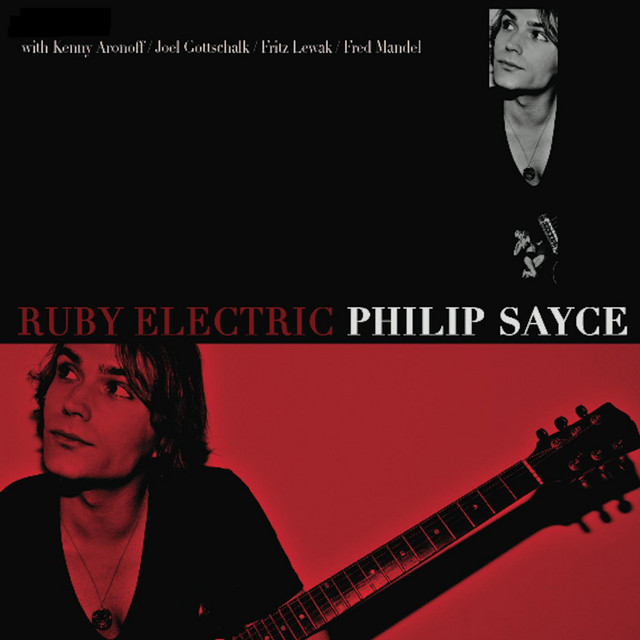 with Kenny Aronoff / Joel Gottschalk / Fritz Lewak / Fred Mandel
RUBY ELECTRIC PHILIP SAYCE